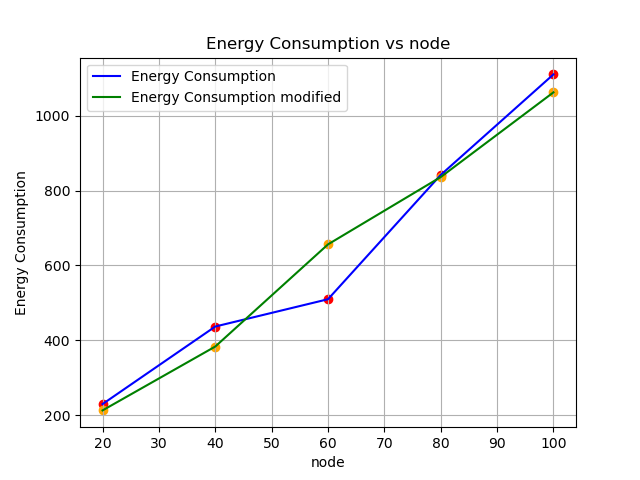 Energy Consumption vs node
Energy Consumption
Energy Consumption modified
1000
800
600
400
200
Energy Consumption
20 30 40 50 60 70 80 90 100
node